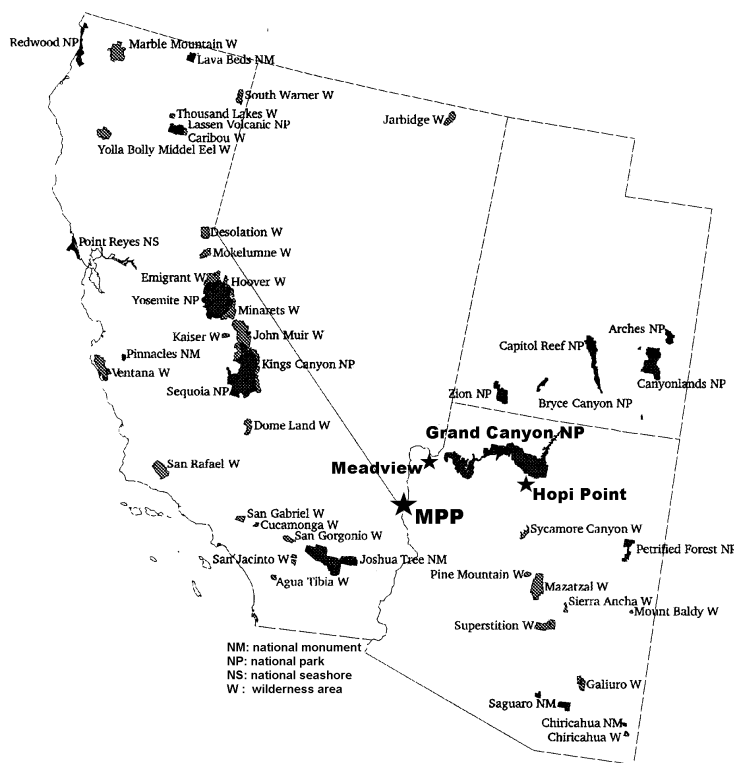 Redwood NP
Marble Mountain W
Lava Beds NM
South Warner W
Thousand Lakes W
Lassen Volcanic NP
Caribou W
Yolla Bolly Middel Eel W
Jarbidge W
Desolation W
Point Reyes NS
Mokelumne W
Emigrant W
Hoover W
Yosemite NP
Minarets W
Kaiser W
John Muir W
Pinnacles NM
Kings Canyon NP
Ventana W
Sequoia NP
Arches NP
Capitol Reef NP
Canyonlands NP
Zion NP
Bryce Canyon NP
Dome Land W
Grand Canyon NP
Meadview
San Rafael W
Hopi Point
MPP
San Gabriel W
Cucamonga W
San Gorgonio W
Sycamore Canyon W
San Jacinto W
Joshua Tree NM
Petrified Forest NP
Agua Tibia W
Pine Mountain W
Mazatzal W
Sierra Ancha W
Mount Baldy W
Superstition W
NM: national monument
NP: national park
NS: national seashore
W : wilderness area
Galiuro W
Saguaro NM
Chiricahua NM
Chiricahua W